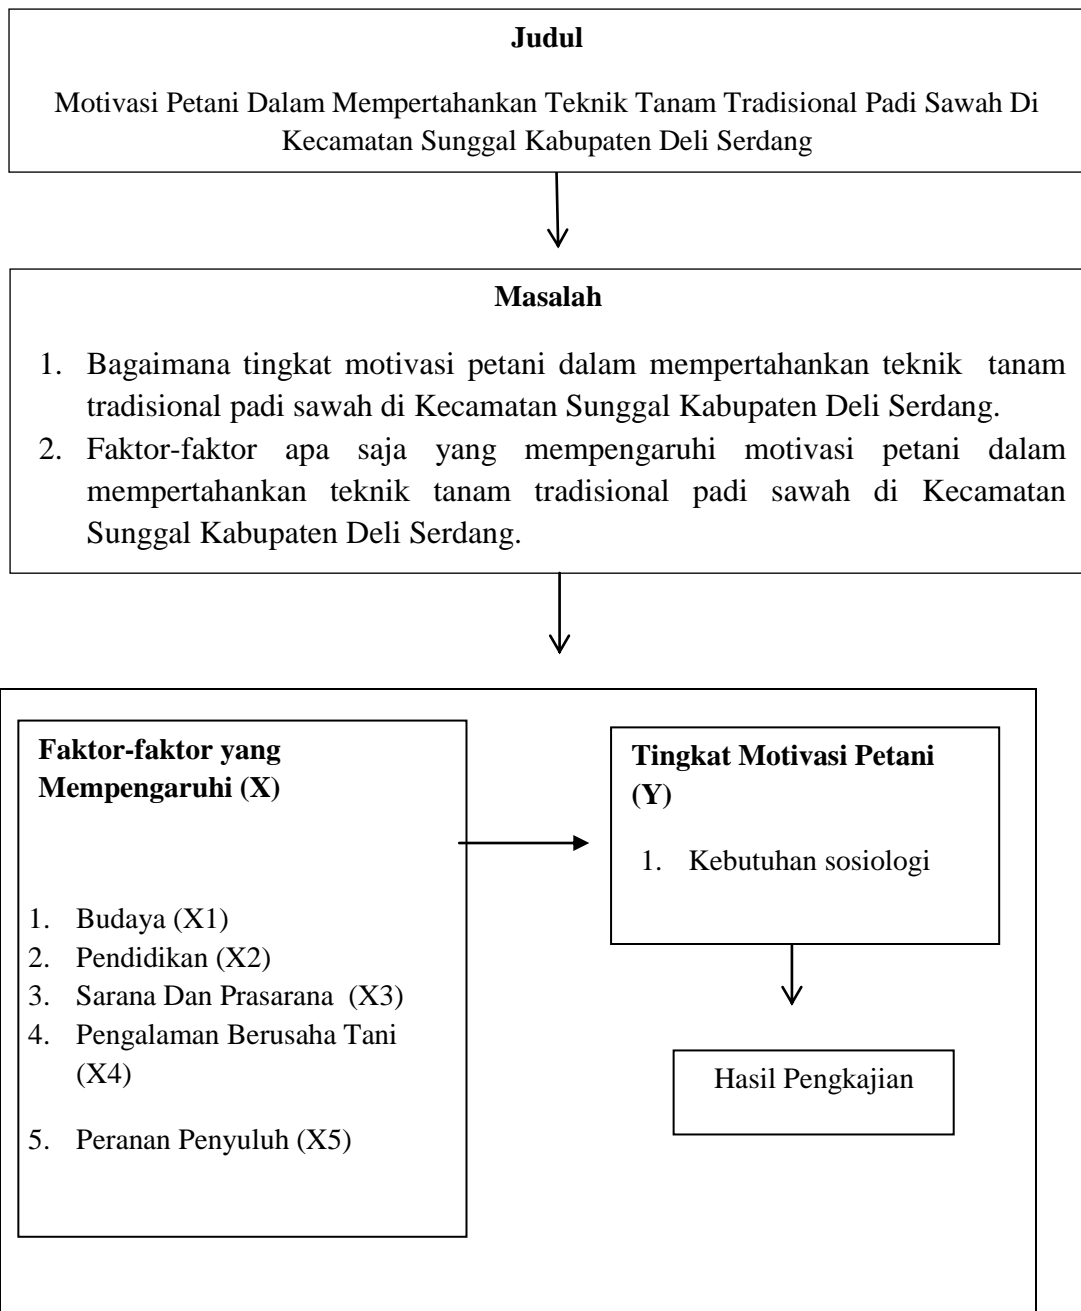 Judul
Motivasi Petani Dalam Mempertahankan Teknik Tanam Tradisional Padi Sawah Di
Kecamatan Sunggal Kabupaten Deli Serdang
Masalah
1. Bagaimana tingkat motivasi petani dalam mempertahankan teknik tanam
tradisional padi sawah di Kecamatan Sunggal Kabupaten Deli Serdang.
2. Faktor-faktor apa saja yang mempengaruhi motivasi petani dalam
mempertahankan teknik tanam tradisional padi sawah di Kecamatan
Sunggal Kabupaten Deli Serdang.
Faktor-faktor yang
Mempengaruhi (X)
1. Budaya (X1)
2. Pendidikan (X2)
3. Sarana Dan Prasarana (X3)
4. Pengalaman Berusaha Tani
(X4)
5. Peranan Penyuluh (X5)
Tingkat Motivasi Petani
(Y)
1. Kebutuhan sosiologi
Hasil Pengkajian